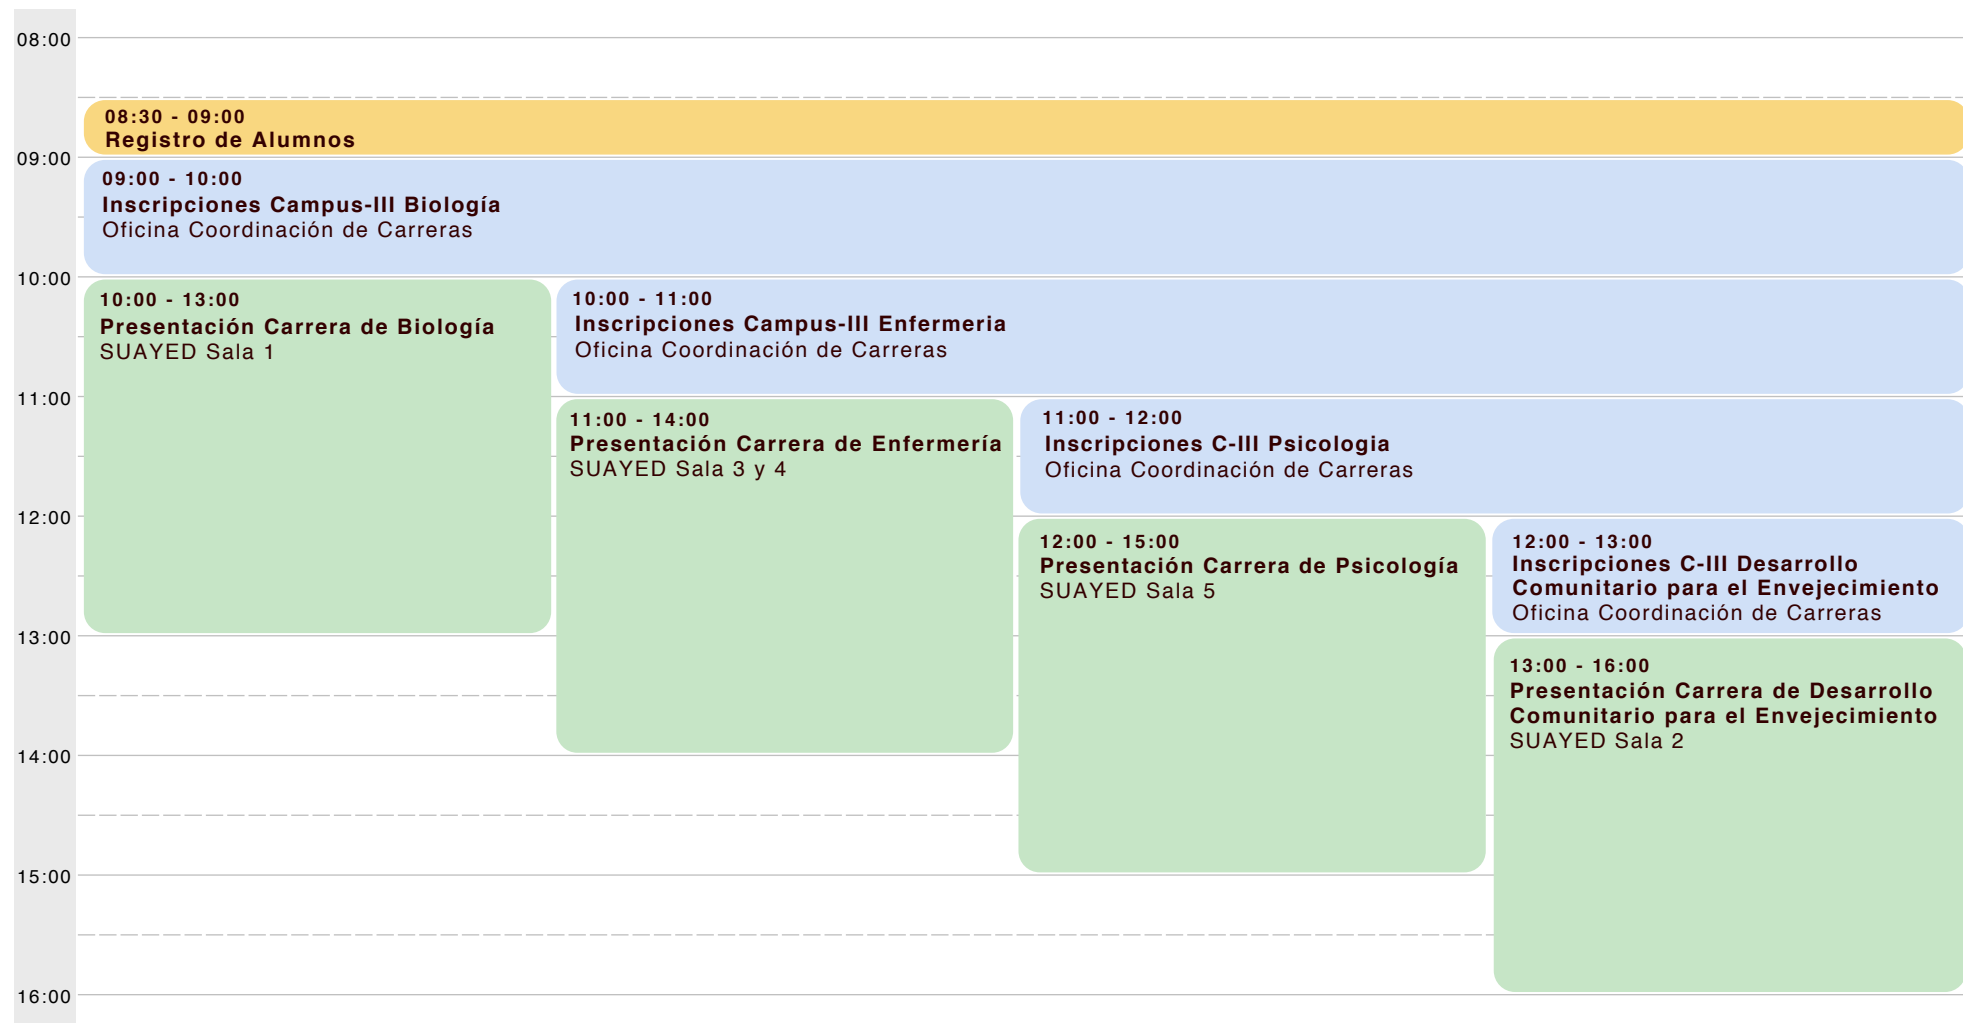 08:00
08:30 - 09:00
Registro de Alumnos
09:00
09:00 - 10:00
Inscripciones Campus-III Biología
Oficina Coordinación de Carreras
10:00
10:00 - 13:00
Presentación Carrera de Biología
SUAYED Sala 1
10:00 - 11:00
Inscripciones Campus-III Enfermeria
Oficina Coordinación de Carreras
11:00
11:00 - 14:00
Presentación Carrera de Enfermería
SUAYED Sala 3 y 4
11:00 - 12:00
Inscripciones C-III Psicologia
Oficina Coordinación de Carreras
12:00
12:00 - 15:00
Presentación Carrera de Psicología
SUAYED Sala 5
12:00 - 13:00
Inscripciones C-III Desarrollo
Comunitario para el Envejecimiento
Oficina Coordinación de Carreras
13:00
13:00 - 16:00
Presentación Carrera de Desarrollo
Comunitario para el Envejecimiento
SUAYED Sala 2
14:00
15:00
16:00